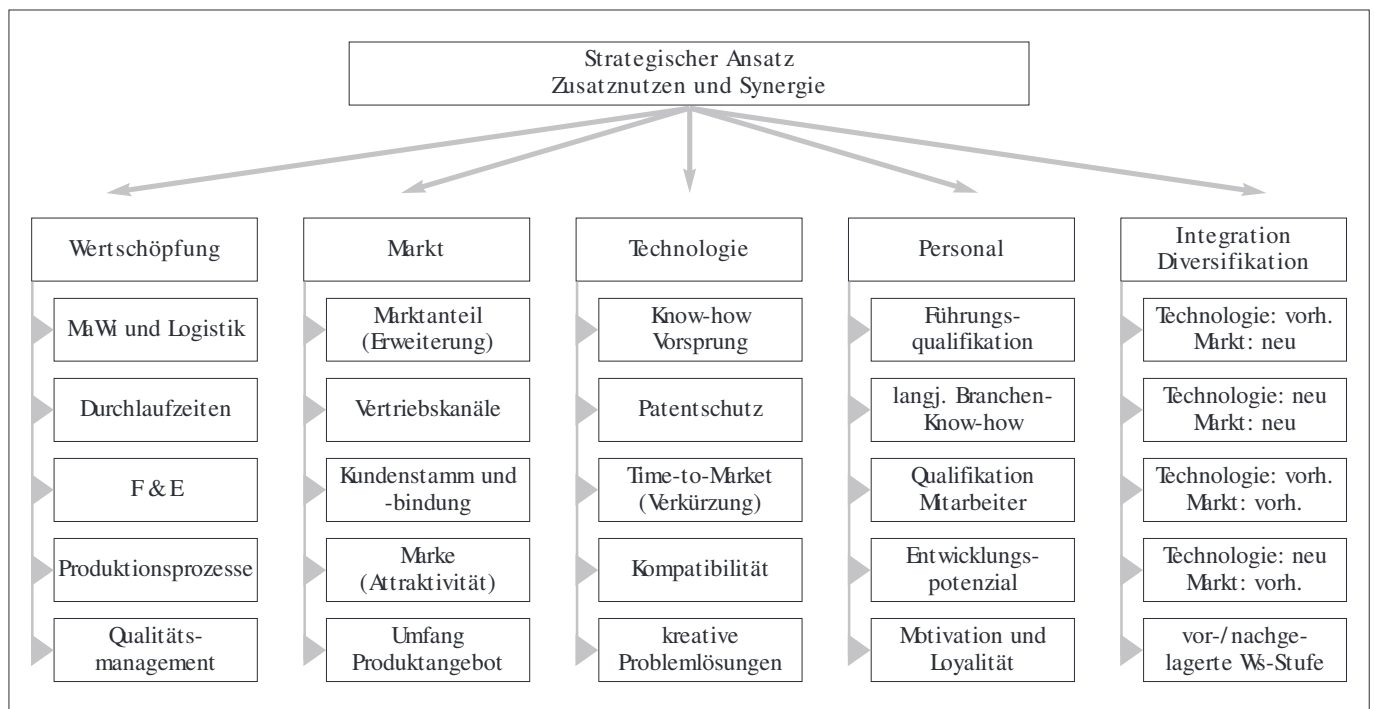 Strategischer Ansatz
Zusatznutzen und Synergie
Wertschöpfung
MaWi und Logistik
Durchlaufzeiten
F & E
Produktionsprozesse
Qualitäts-
management
Markt
Marktanteil
(Erweiterung)
Vertriebskanäle
Kundenstamm und
-bindung
Marke
(Attraktivität)
Umfang
Produktangebot
Technologie
Know-how
Vorsprung
Patentschutz
Time-to-Market
(Verkürzung)
Kompatibilität
kreative
Problemlösungen
Personal
Führungs-
qualifikation
langj. Branchen-
Know-how
Qualifikation
Mitarbeiter
Entwicklungs-
potenzial
Motivation und
Loyalität
Integration
Diversifikation
Technologie: vorh.
Markt: neu
Technologie: neu
Markt: neu
Technologie: vorh.
Markt: vorh.
Technologie: neu
Markt: vorh.
vor-/nachge-
lagerte Ws-Stufe